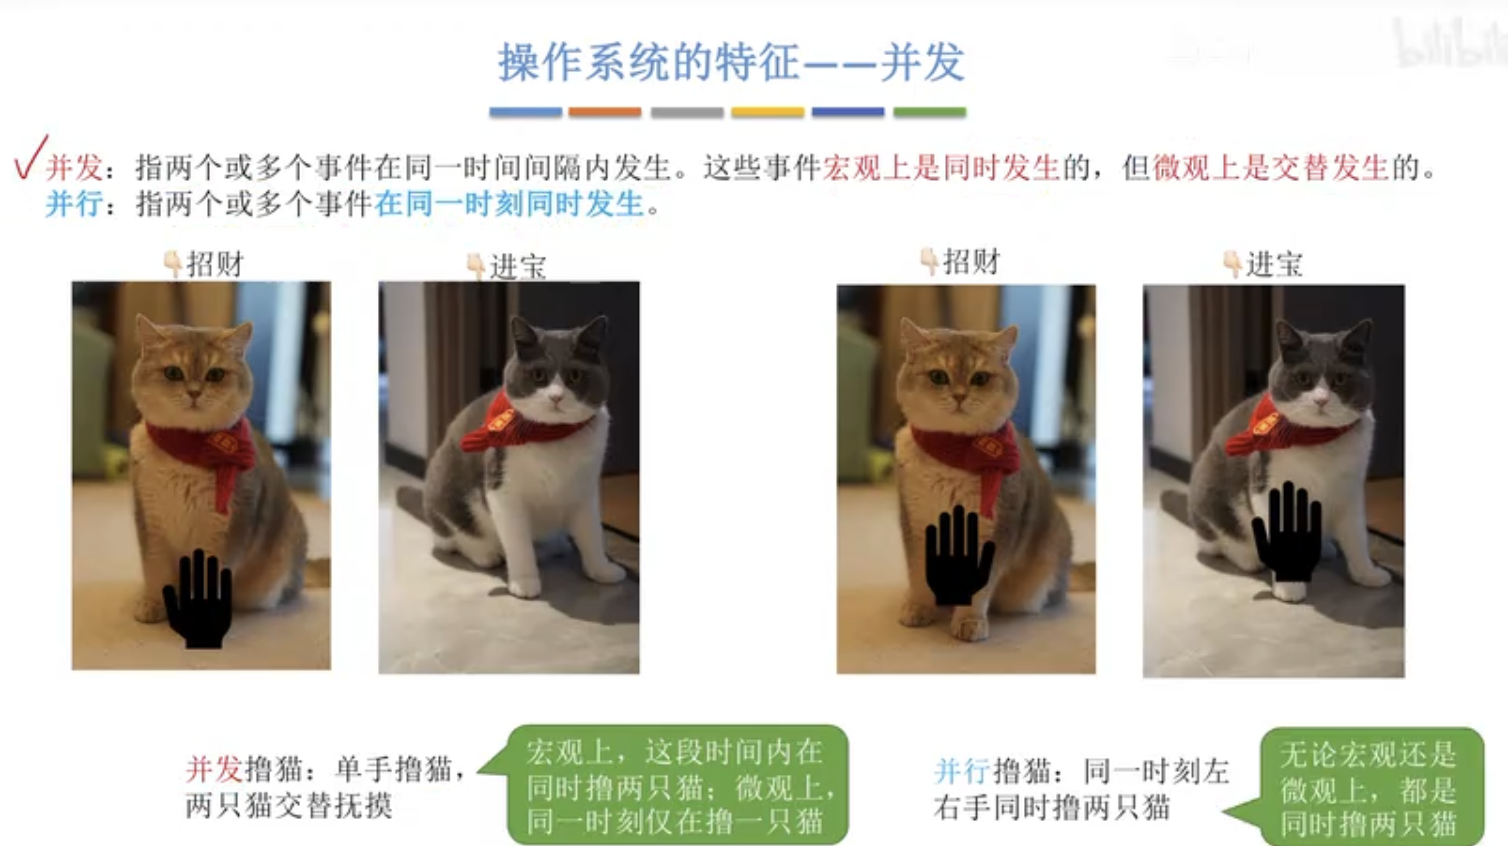 操作系统的特征——并发
bilibili
并发：指两个或多个事件在同一时间间隔内发生。这些事件宏观上是同时发生的，但微观上是交替发生的。
并行：指两个或多个事件在同一时刻同时发生。
👇🏻招财
👇🏻进宝
👇🏻招财
👇🏻进宝
并发撸猫：单手撸猫，
两只猫交替抚摸
宏观上，这段时间内在
同时撸两只猫；微观上，
同一时刻仅在撸一只猫
并行撸猫：同一时刻左
右手同时撸两只猫
无论宏观还是
微观上，都是
同时撸两只猫